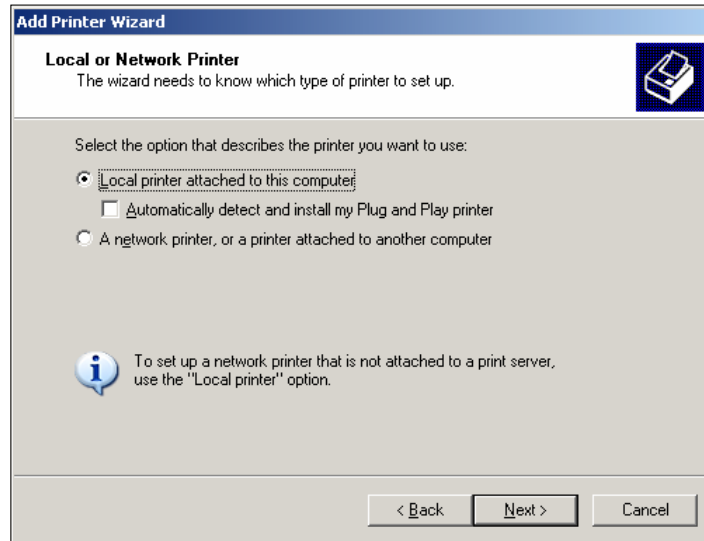 Add Printer Wizard
Local or Network Printer
The wizard needs to know which type of printer to set up.
Select the option that describes the printer you want to use:
Local printer attached to this computer
Automatically detect and install my Plug and Play printer
A network printer, or a printer attached to another computer
To set up a network printer that is not attached to a print server,
use the "Local printer" option.
< Back
Next >
Cancel